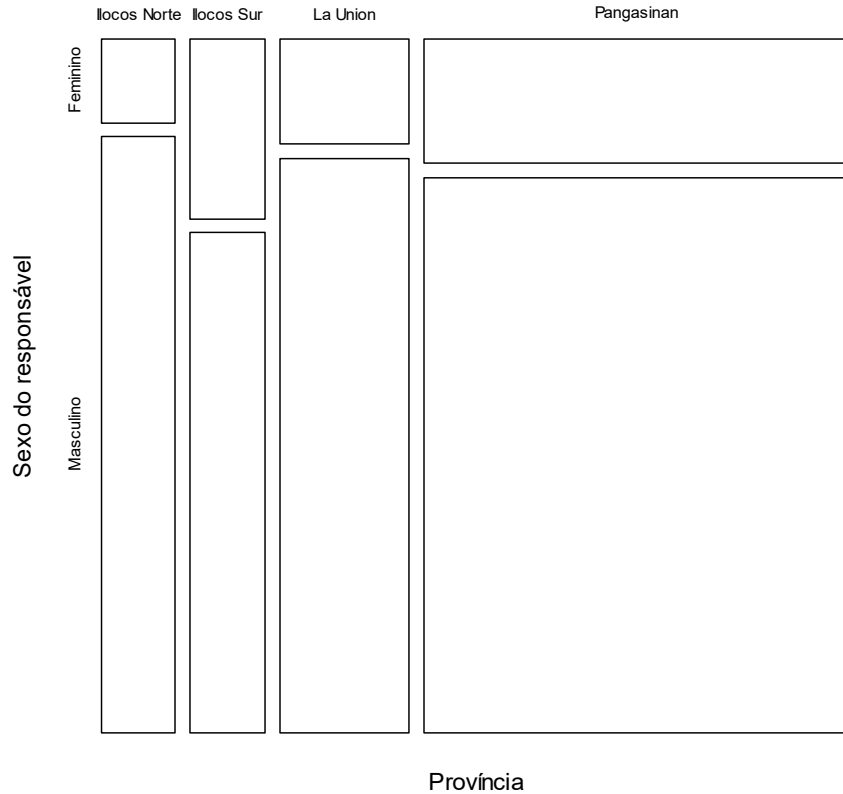 Ilocos Norte
Ilocos Sur
La Union
Pangasinan
Feminino
Masculino
Sexo do responsável
Província